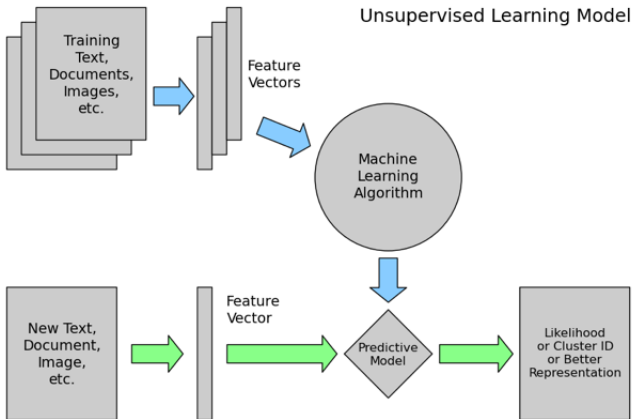 Unsupervised Learning Model
Training
Text,
Documents,
Images,
etc.
Feature
Vectors
Machine
Learning
Algorithm
New Text,
Document,
Image,
etc.
Feature
Vector
Predictive
Model
Likelihood
or Cluster ID
or Better
Representation